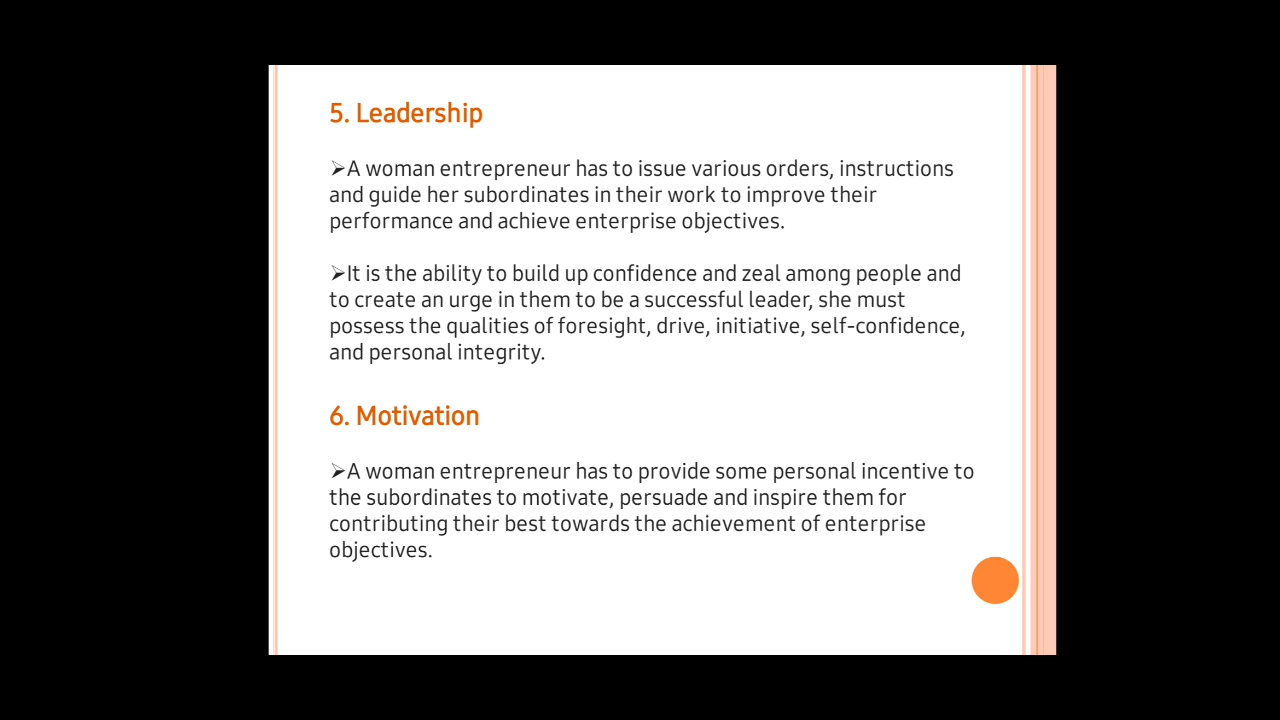 5. Leadership
➢A woman entrepreneur has to issue various orders, instructions
and guide her subordinates in their work to improve their
performance and achieve enterprise objectives.
➢It is the ability to build up confidence and zeal among people and
to create an urge in them to be a successful leader, she must
possess the qualities of foresight, drive, initiative, self-confidence,
and personal integrity.
6. Motivation
➢A woman entrepreneur has to provide some personal incentive to
the subordinates to motivate, persuade and inspire them for
contributing their best towards the achievement of enterprise
objectives.